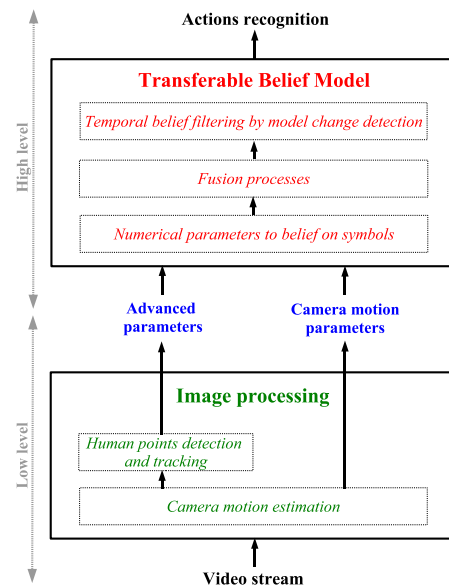 Actions recognition
High level
Transferable Belief Model
Temporal belief filtering by model change detection
Fusion processes
Numerical parameters to belief on symbols
Advanced
parameters
Camera motion
parameters
Low level
Image processing
Human points detection
and tracking
Camera motion estimation
Video stream